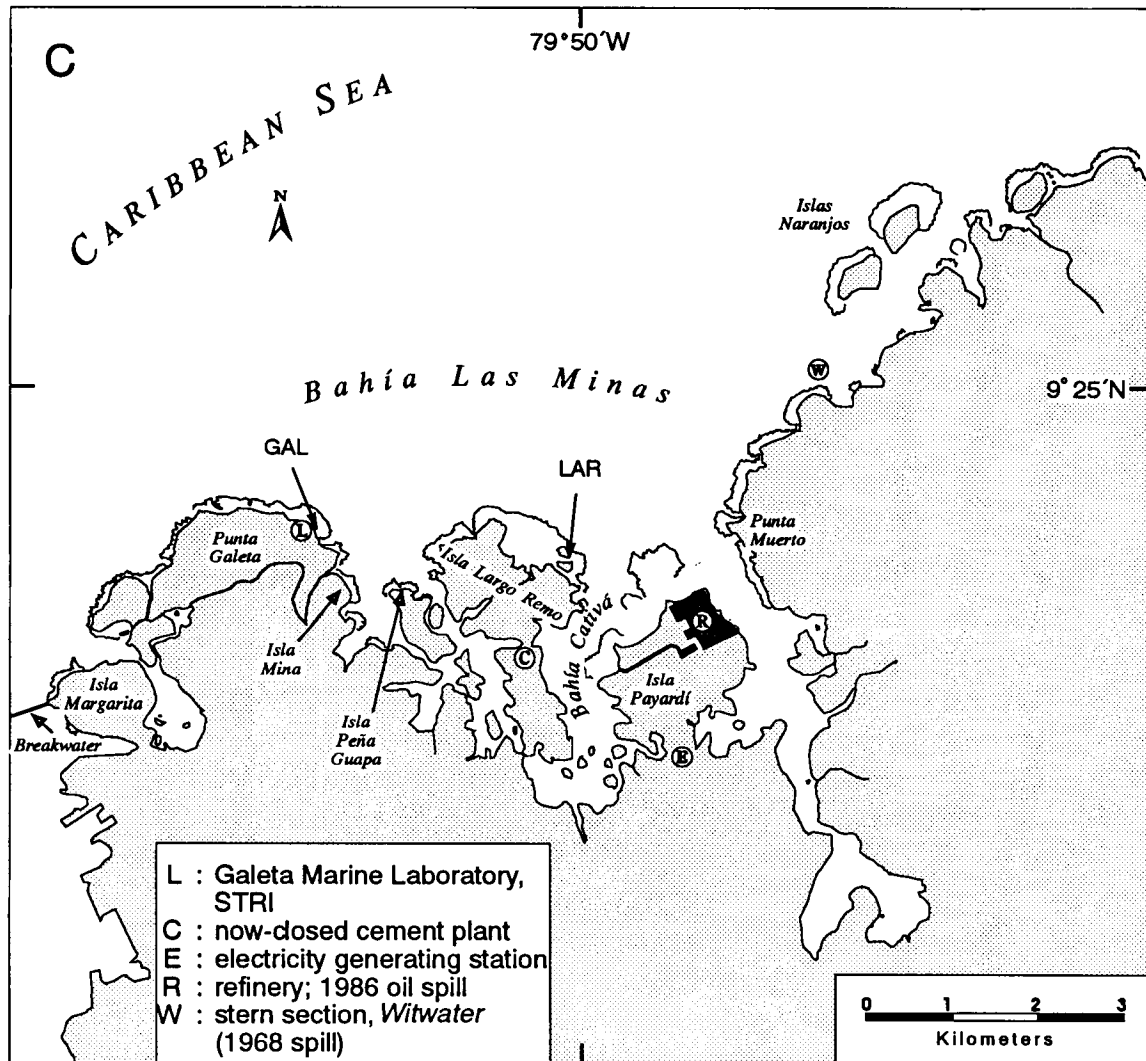 C
79°50′W
CARIBBEAN SEA
N
Islas
Naranjos
W
Bahía Las Minas
9°25′N
GAL
LAR
L
Punta
Galeta
Punta
Muerto
Isla Largo Remo
Bahía Cativá
R
Isla
Mina
C
Isla
Payardí
Isla
Margarita
Isla
Peña
Guapa
Breakwater
E
L : Galeta Marine Laboratory,
STRI
C : now-closed cement plant
E : electricity generating station
R : refinery; 1986 oil spill
W : stern section, Witwater
(1968 spill)
0 1 2 3
Kilometers